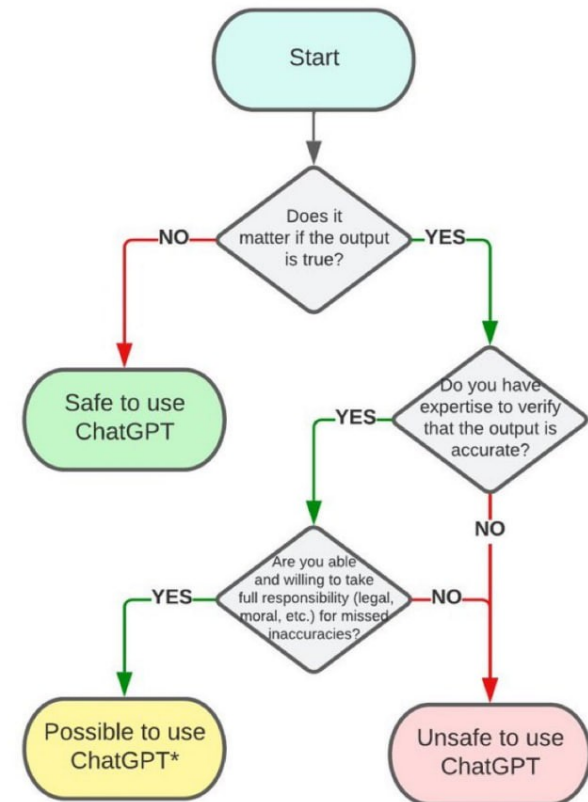 Start
Does it
matter if the output
is true?
NO
YES
Safe to use
ChatGPT
Do you have
expertise to verify
that the output is
accurate?
YES
NO
Are you able
and willing to take
full responsibility (legal,
moral, etc.) for missed
inaccuracies?
YES
NO
Possible to use
ChatGPT*
Unsafe to use
ChatGPT